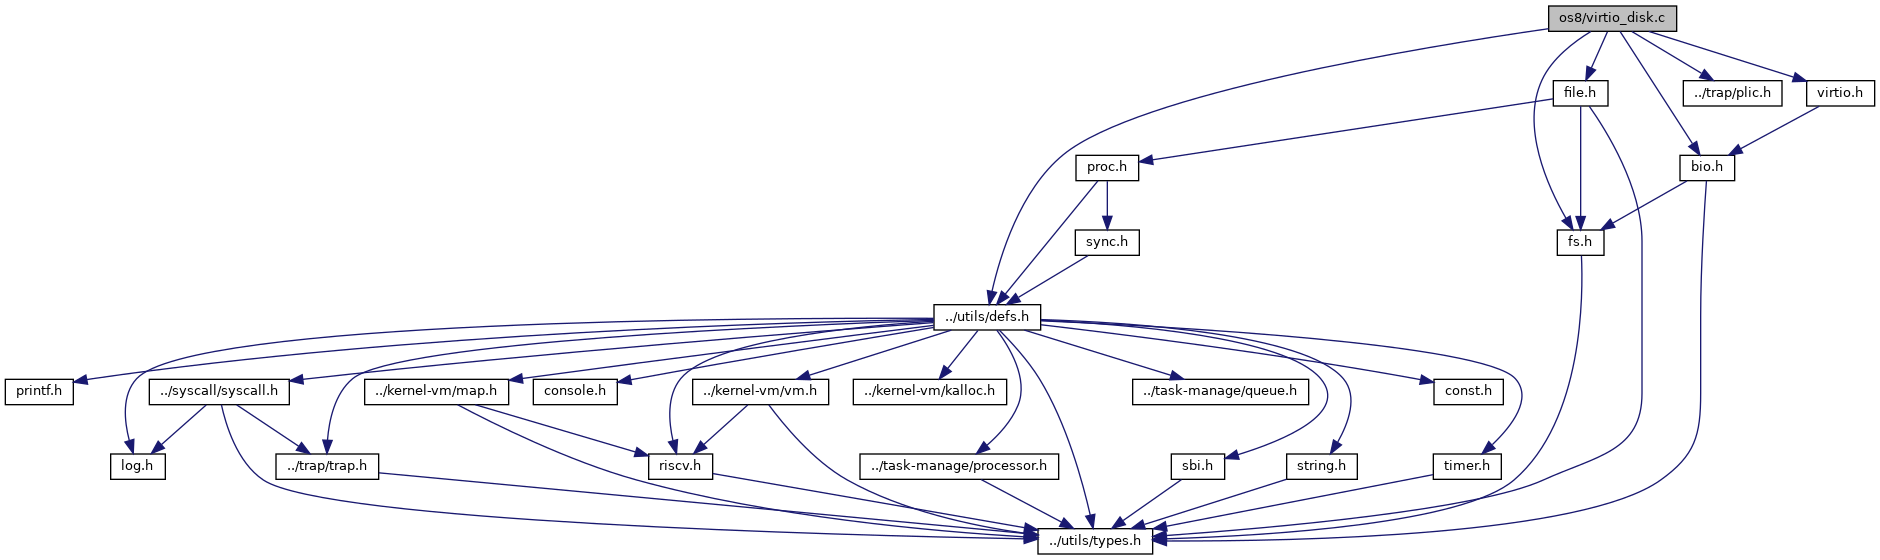 os8/virtio_disk.c
file.h
../trap/plic.h
virtio.h
proc.h
bio.h
sync.h
fs.h
../utils/defs.h
printf.h
../syscall/syscall.h
../kernel-vm/map.h
console.h
../kernel-vm/vm.h
../kernel-vm/kalloc.h
../task-manage/queue.h
const.h
log.h
../trap/trap.h
riscv.h
../task-manage/processor.h
sbi.h
string.h
timer.h
../utils/types.h